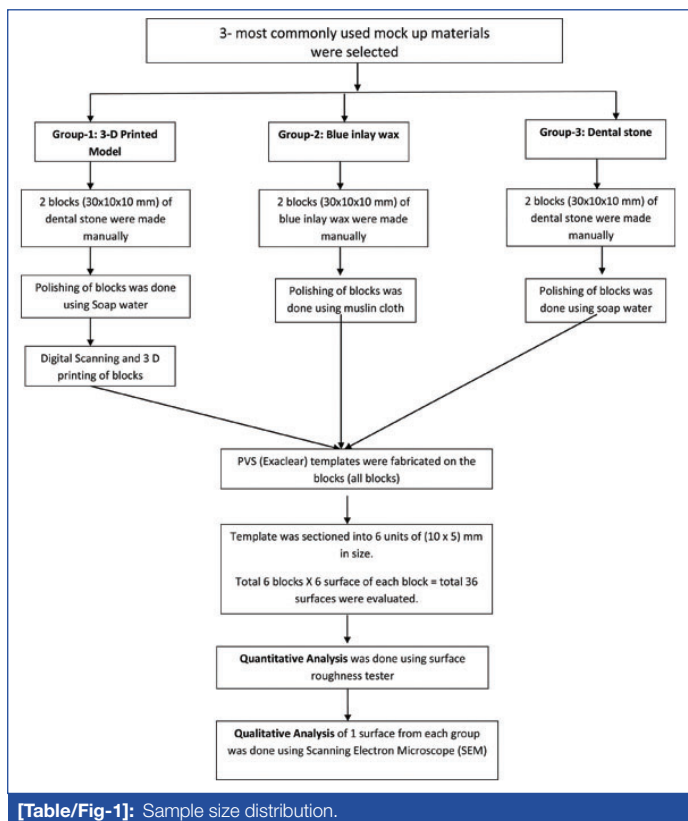 3- most commonly used mock up materials
were selected
Group-1: 3-D Printed
Model
Group-2: Blue inlay wax
Group-3: Dental stone
2 blocks (30x10x10 mm) of
dental stone were made
manually
2 blocks (30x10x10 mm) of
blue inlay wax were made
manually
2 blocks (30x10x10 mm) of
dental stone were made
manually
Polishing of blocks was done
using Soap water
Polishing of blocks was
done using muslin cloth
Polishing of blocks was
done using soap water
Digital Scanning and 3 D
printing of blocks
PVS (Exaclear) templates were fabricated on the
blocks (all blocks)
Template was sectioned into 6 units of (10 x 5) mm
in size.
Total 6 blocks X 6 surface of each block = total 36
surfaces were evaluated.
Quantitative Analysis was done using surface
roughness tester
Qualitative Analysis of 1 surface from each group
was done using Scanning Electron Microscope (SEM)
[Table/Fig-1]: Sample size distribution.